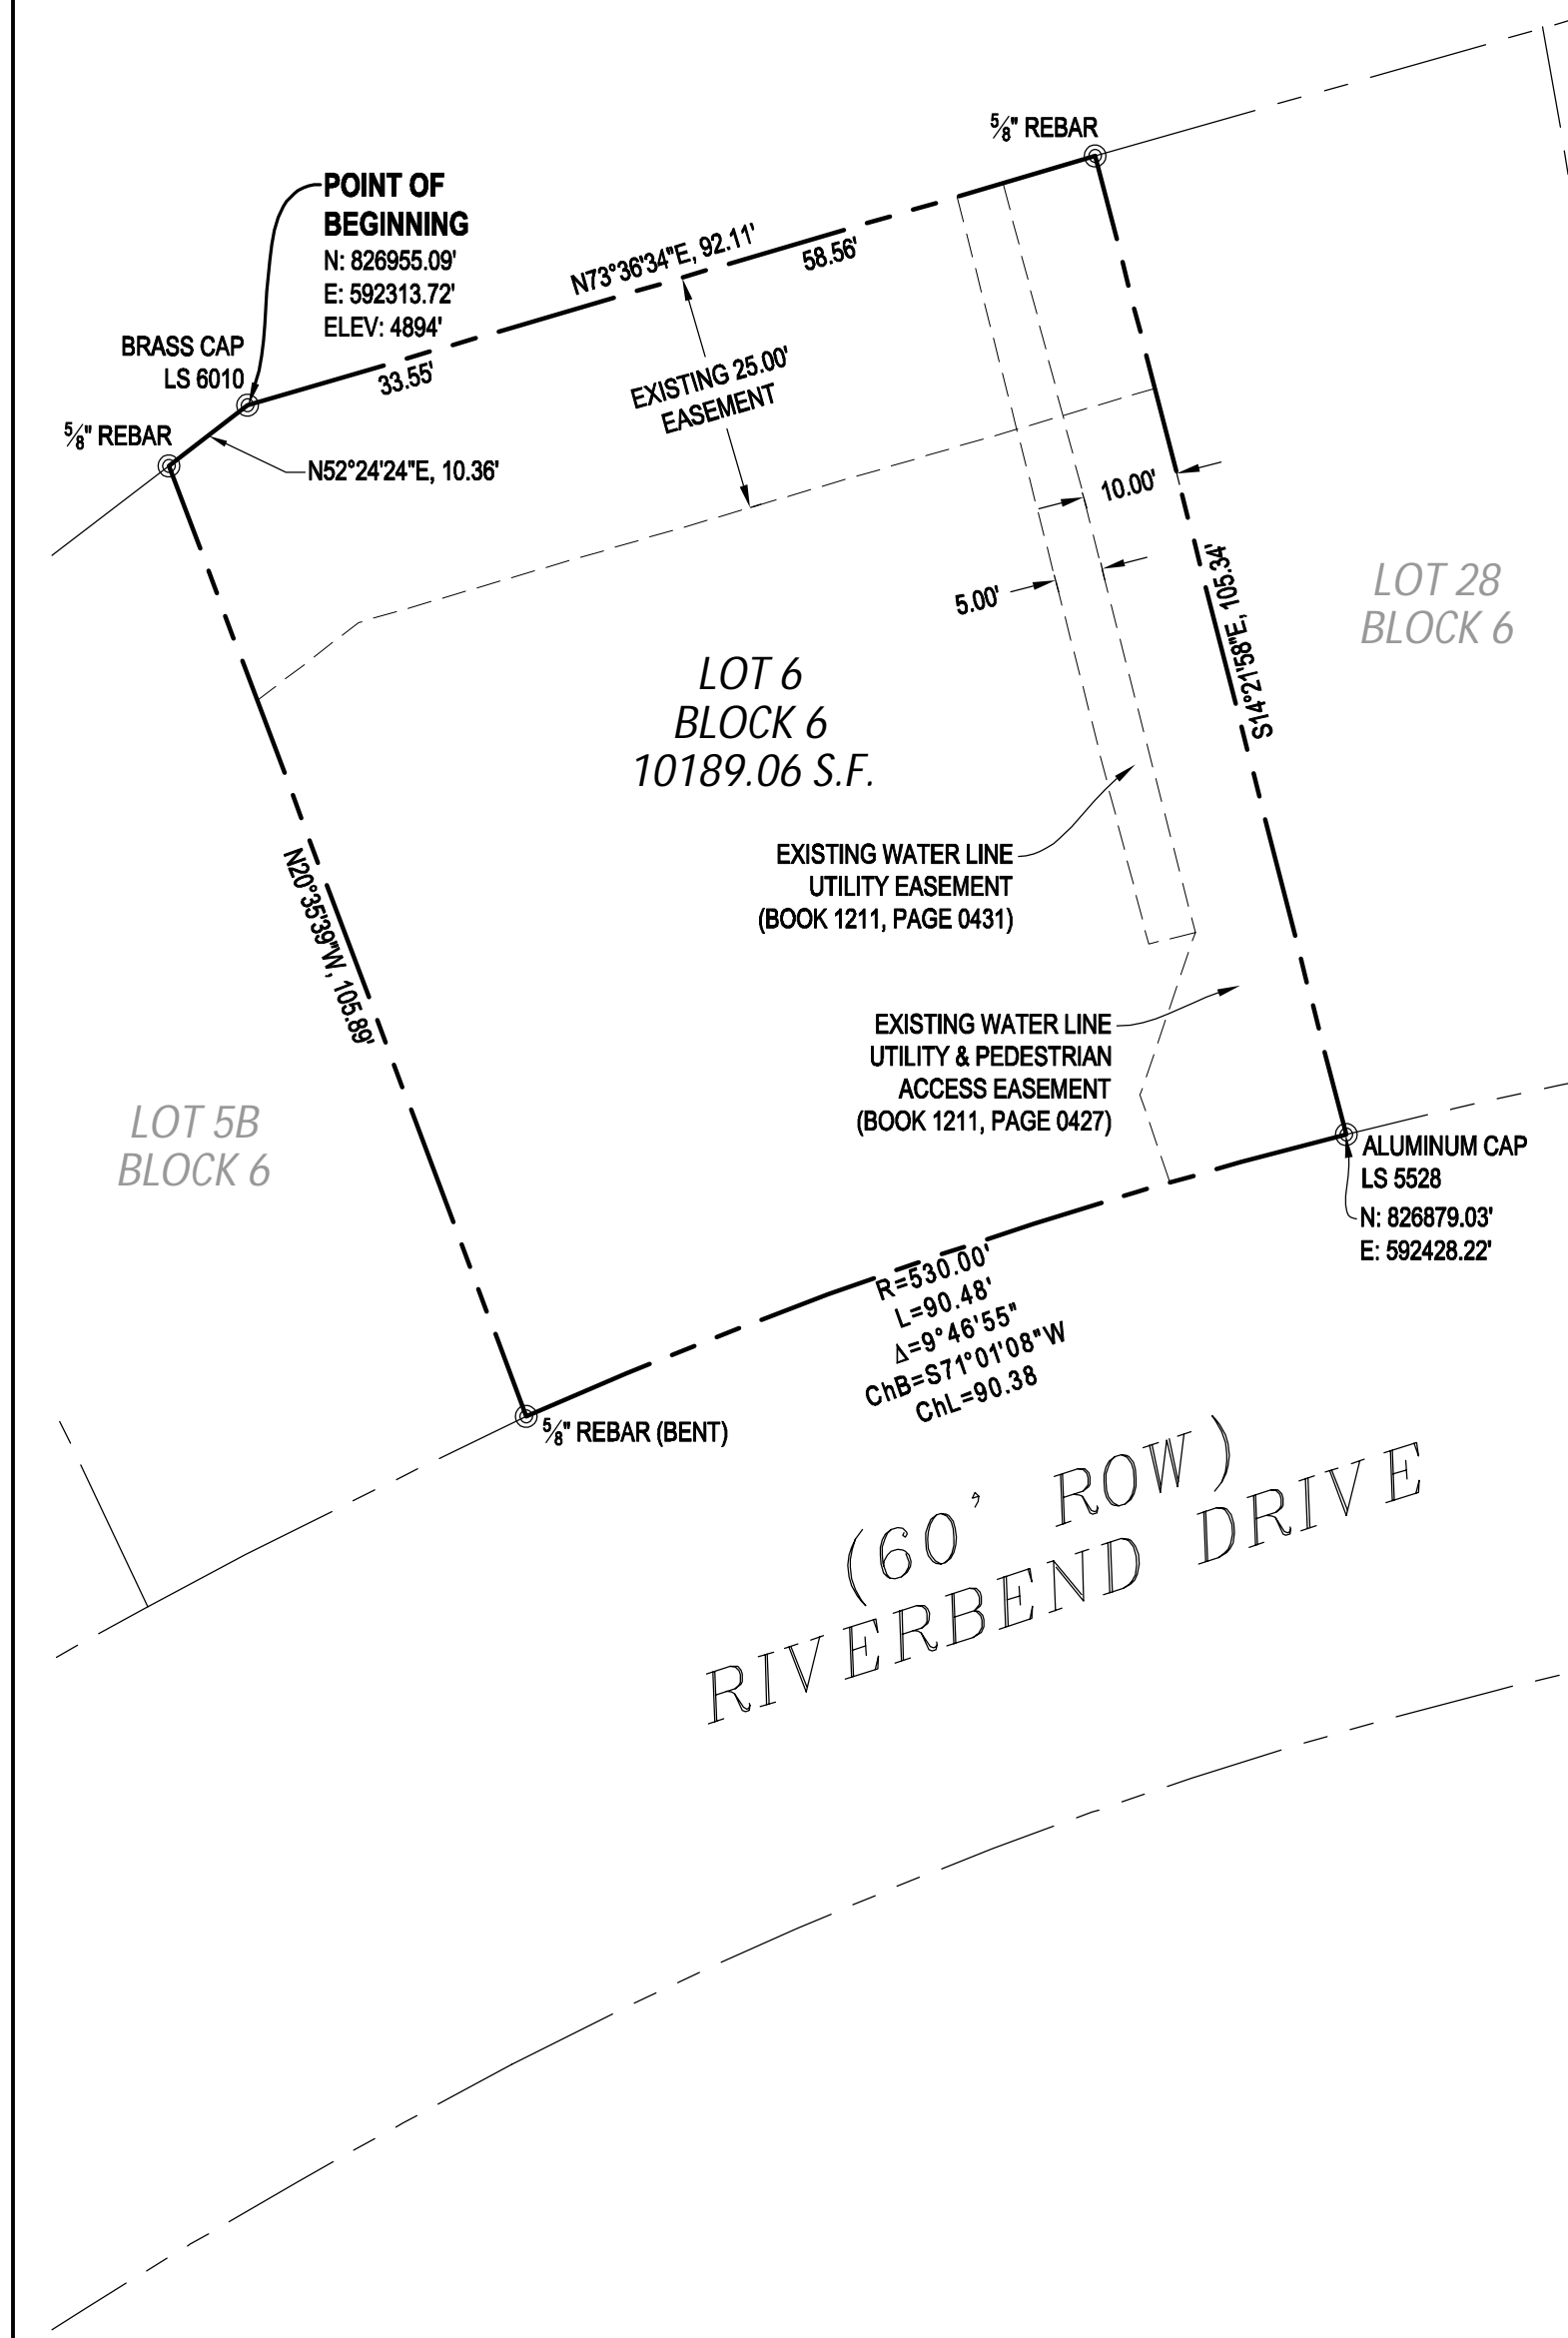 ⅝" REBAR
POINT OF
BEGINNING
N: 826955.09'
E: 592313.72'
ELEV: 4894'
N73°36'34"E, 92.11'
58.56'
BRASS CAP
LS 6010
33.55'
⅝" REBAR
N52°24'24"E, 10.36'
EXISTING 25.00'
EASEMENT
10.00'
5.00'
S14°21'58"E, 105.34'
LOT 28
BLOCK 6
LOT 6
BLOCK 6
10189.06 S.F.
EXISTING WATER LINE
UTILITY EASEMENT
(BOOK 1211, PAGE 0431)
N20°35'39"W, 105.89'
EXISTING WATER LINE
UTILITY & PEDESTRIAN
ACCESS EASEMENT
(BOOK 1211, PAGE 0427)
LOT 5B
BLOCK 6
ALUMINUM CAP
LS 5528
N: 826879.03'
E: 592428.22'
R=530.00'
L=90.48'
Δ=9°46'55"
ChB=S71°01'08"W
ChL=90.38
⅝" REBAR (BENT)
(60' ROW)
RIVERBEND DRIVE